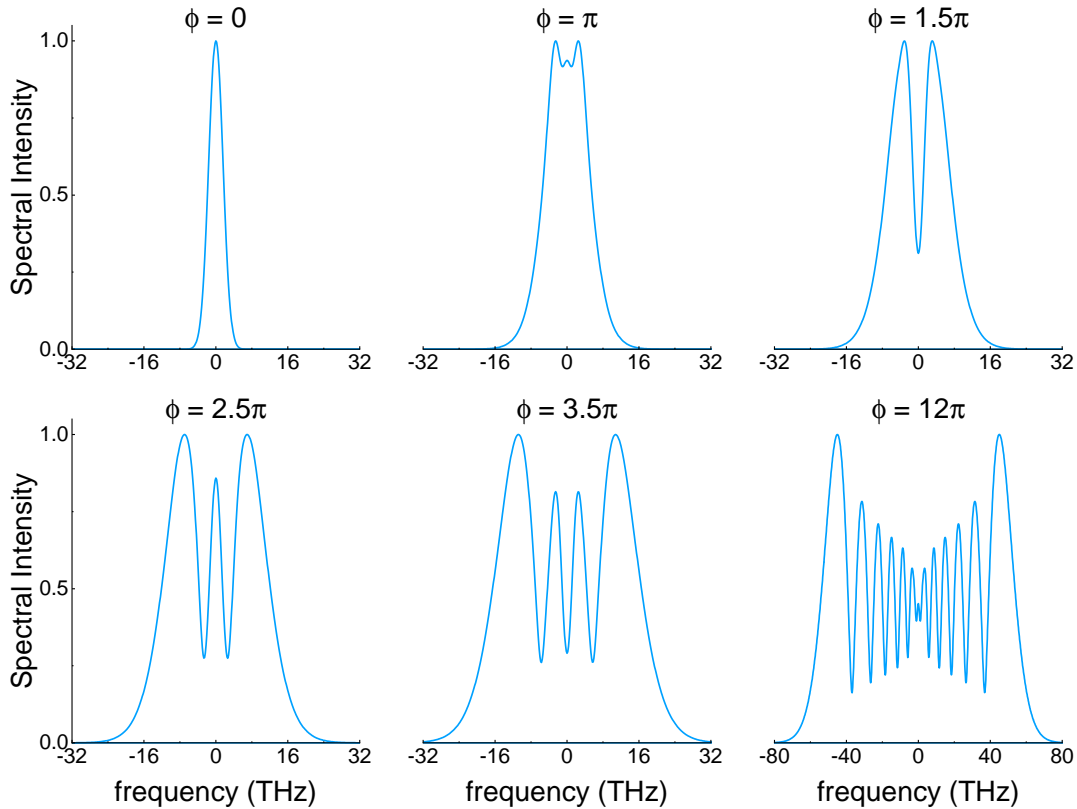 ϕ = 0
ϕ = π
ϕ = 1.5π
Spectral Intensity
1.0
0.5
0.0
-32 -16 0 16 32
-32 -16 0 16 32
-32 -16 0 16 32
ϕ = 2.5π
ϕ = 3.5π
ϕ = 12π
Spectral Intensity
1.0
0.5
0.0
-32 -16 0 16 32
-32 -16 0 16 32
-80 -40 0 40 80
frequency (THz)
frequency (THz)
frequency (THz)